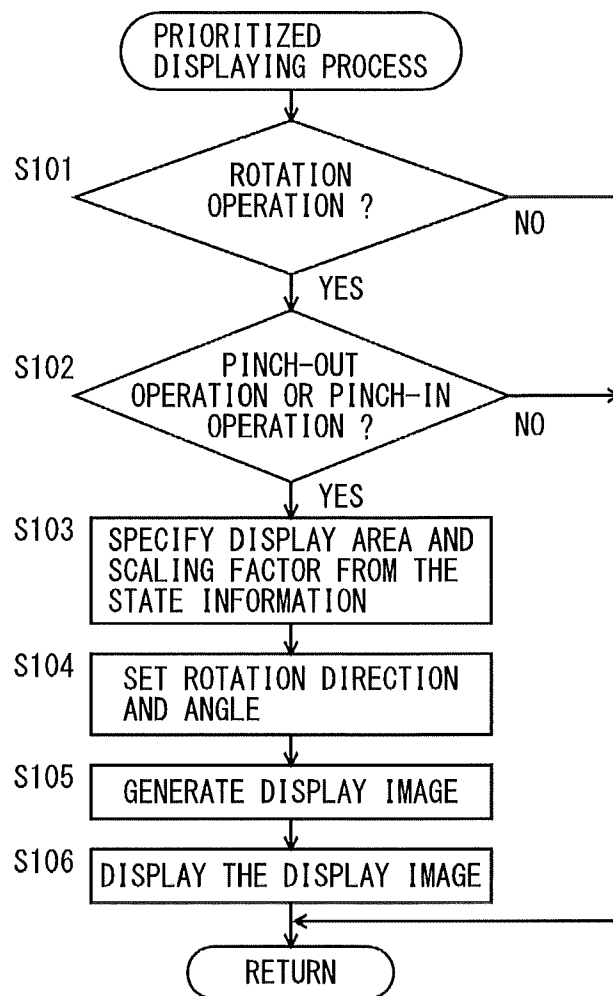 PRIORITIZED
DISPLAYING PROCESS
S101
ROTATION
OPERATION ?
NO
YES
S102
PINCH-OUT
OPERATION OR PINCH-IN
OPERATION ?
NO
YES
S103
SPECIFY DISPLAY AREA AND
SCALING FACTOR FROM THE
STATE INFORMATION
S104
SET ROTATION DIRECTION
AND ANGLE
S105
GENERATE DISPLAY IMAGE
S106
DISPLAY THE DISPLAY IMAGE
RETURN